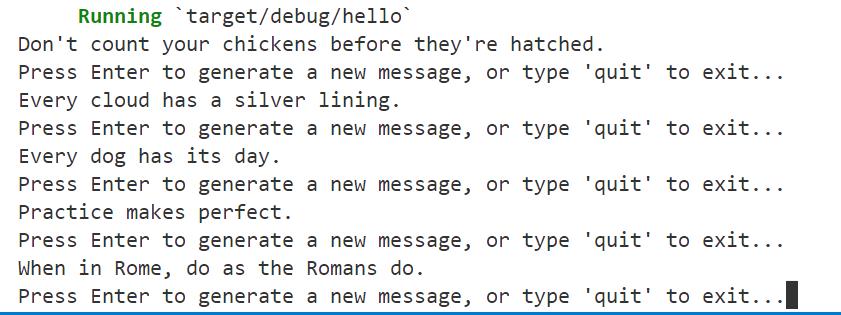 Running `target/debug/hello`
Don't count your chickens before they're hatched.
Press Enter to generate a new message, or type 'quit' to exit...
Every cloud has a silver lining.
Press Enter to generate a new message, or type 'quit' to exit...
Every dog has its day.
Press Enter to generate a new message, or type 'quit' to exit...
Practice makes perfect.
Press Enter to generate a new message, or type 'quit' to exit...
When in Rome, do as the Romans do.
Press Enter to generate a new message, or type 'quit' to exit...